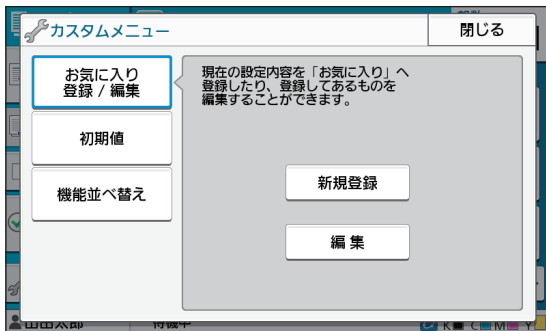 カスタムメニュー
閉じる
お気に入り
登録 / 編集
初期値
機能並べ替え
現在の設定内容を「お気に入り」へ
登録したり、登録してあるものを
編集することができます。
新規登録
編 集
山田太郎
待機中
K C M Y